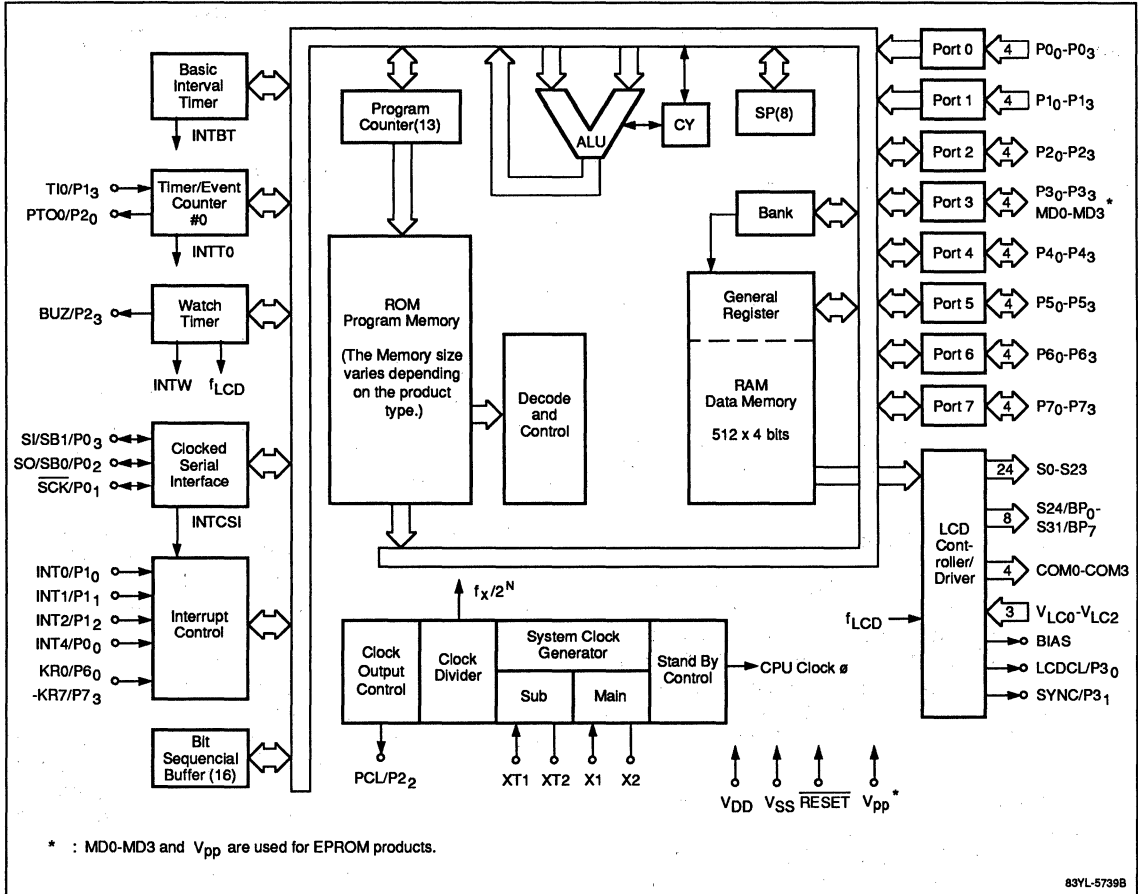 Basic
Interval
Timer
INTBT
TI0/P13
PTO0/P20
Timer/Event
Counter
#0
INTT0
BUZ/P23
Watch
Timer
INTW
fLCD
SI/SB1/P03
SO/SB0/P02
SCK/P01
Clocked
Serial
Interface
INTCSI
INT0/P10
INT1/P11
INT2/P12
INT4/P00
KR0/P60
-KR7/P73
Interrupt
Control
Bit
Sequencial
Buffer (16)
Program
Counter(13)
ALU
CY
SP(8)
Bank
ROM
Program Memory
(The Memory size
varies depending
on the product
type.)
Decode
and
Control
General
Register
RAM
Data Memory
512 x 4 bits
fX/2N
Clock
Output
Control
Clock
Divider
System Clock
Generator
Sub
Main
Stand By
Control
CPU Clock ø
PCL/P22
XT1
XT2
X1
X2
VDD
VSS
RESET
Vpp*
Port 0
4
P00-P03
Port 1
4
P10-P13
Port 2
4
P20-P23
Port 3
4
P30-P33
MD0-MD3*
Port 4
4
P40-P43
Port 5
4
P50-P53
Port 6
4
P60-P63
Port 7
4
P70-P73
LCD
Cont-
roller/
Driver
fLCD
24
S0-S23
8
S24/BP0-
S31/BP7
4
COM0-COM3
3
VLC0-VLC2
BIAS
LCDCL/P30
SYNC/P31
* : MD0-MD3 and Vpp are used for EPROM products.
83YL-5739B